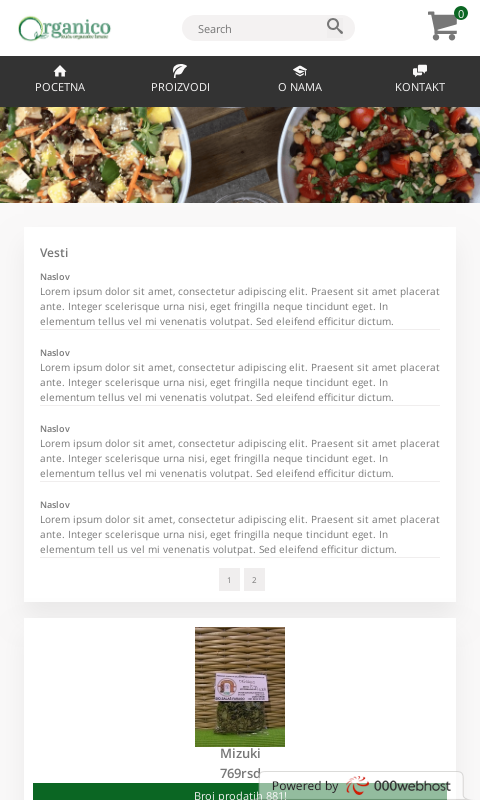 Organico
Search
0
POCETNA
PROIZVODI
O NAMA
KONTAKT
Vesti
Naslov
Lorem ipsum dolor sit amet, consectetur adipiscing elit. Praesent sit amet placerat
ante. Integer scelerisque urna nisi, eget fringilla neque tincidunt eget. In
elementum tellus vel mi venenatis volutpat. Sed eleifend efficitur dictum.
Naslov
Lorem ipsum dolor sit amet, consectetur adipiscing elit. Praesent sit amet placerat
ante. Integer scelerisque urna nisi, eget fringilla neque tincidunt eget. In
elementum tellus vel mi venenatis volutpat. Sed eleifend efficitur dictum.
Naslov
Lorem ipsum dolor sit amet, consectetur adipiscing elit. Praesent sit amet placerat
ante. Integer scelerisque urna nisi, eget fringilla neque tincidunt eget. In
elementum tellus vel mi venenatis volutpat. Sed eleifend efficitur dictum.
Naslov
Lorem ipsum dolor sit amet, consectetur adipiscing elit. Praesent sit amet placerat
ante. Integer scelerisque urna nisi, eget fringilla neque tincidunt eget. In
elementum tell us vel mi venenatis volutpat. Sed eleifend efficitur dictum.
1 2
Mizuki
769rsd
Broj prodatih 881!
Powered by 000webhost